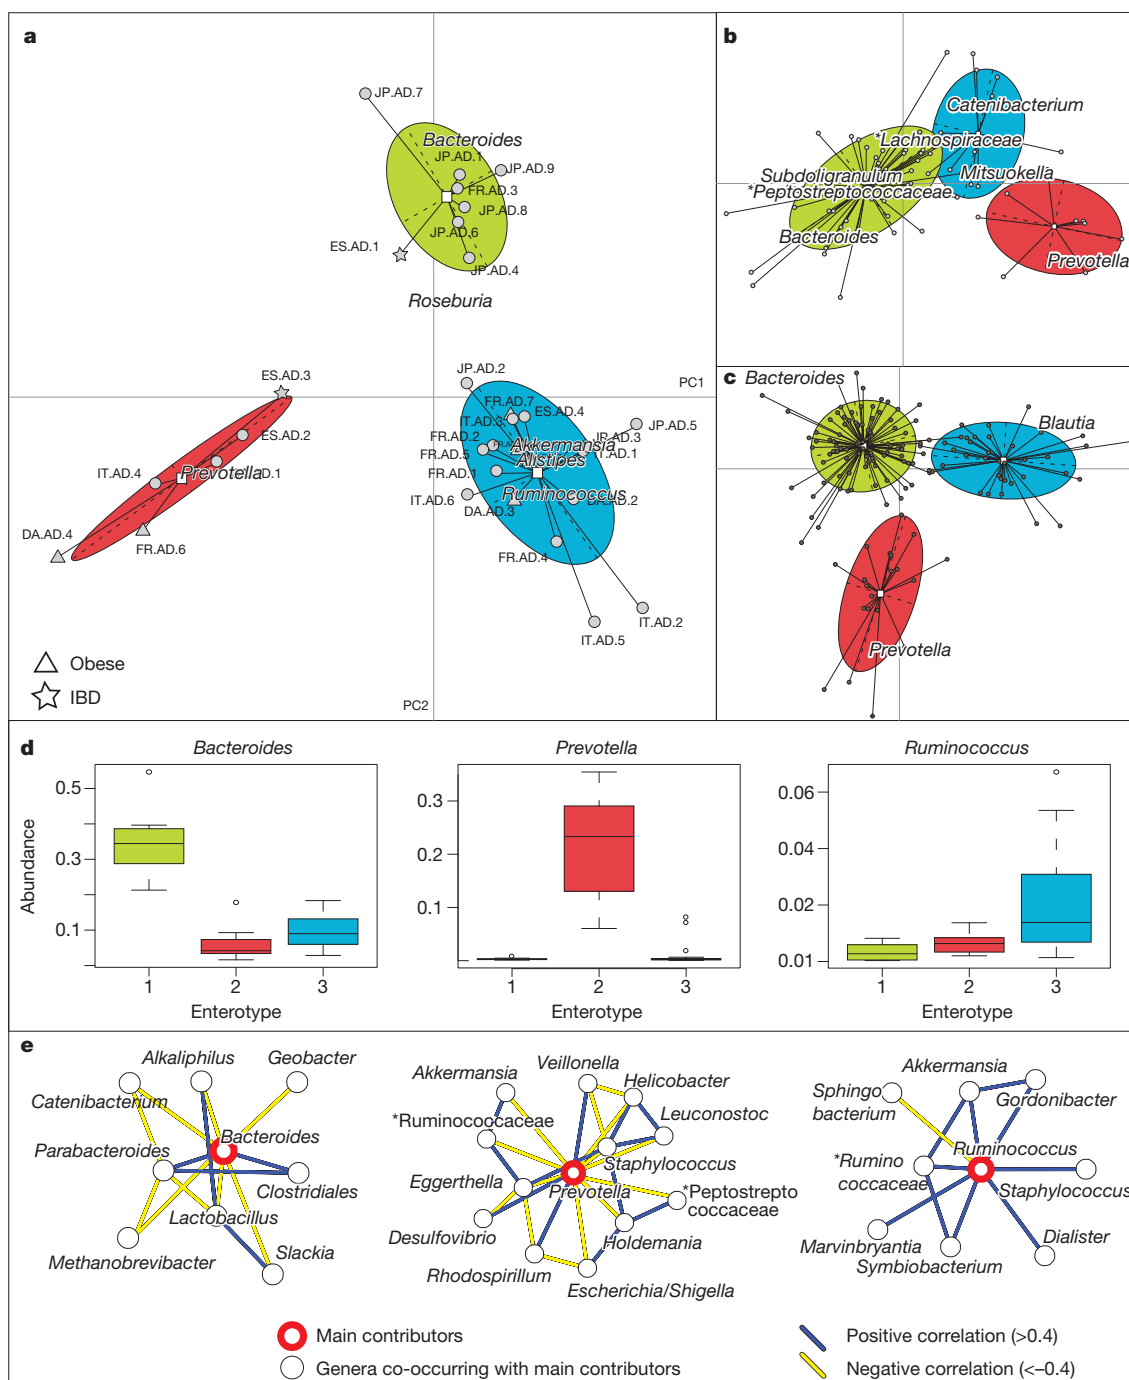 a
JP.AD.7
Bacteroides
JP.AD.1
JP.AD.9
FR.AD.3
JP.AD.8
JP.AD.6
ES.AD.1
JP.AD.4
Roseburia
PC1
JP.AD.2
ES.AD.3
FR.AD.7
IT.AD.3
ES.AD.4
JP.AD.5
JP.AD.3
FR.AD.2
Akkermansia
ES.AD.2
FR.AD.5
Alistipes
IT.AD.1
IT.AD.4
Prevotella
AD.1
FR.AD.1
Ruminococcus
IT.AD.6
DA.AD.3
DA.AD.2
DA.AD.4
FR.AD.6
FR.AD.4
IT.AD.2
IT.AD.5
Obese
IBD
PC2
b
Catenibacterium
*Lachnospiraceae
Subdoligranulum
Mitsuokella
*Peptostreptococcaceae
Bacteroides
Prevotella
c
Bacteroides
Blautia
Prevotella
d
Bacteroides
Abundance
0.5
0.3
0.1
1 2 3
Enterotype
Prevotella
0.3
0.2
0.1
1 2 3
Enterotype
Ruminococcus
0.06
0.04
0.02
0.01
1 2 3
Enterotype
e
Alkaliphilus
Geobacter
Catenibacterium
Bacteroides
Parabacteroides
Clostridiales
Lactobacillus
Methanobrevibacter
Slackia
Veillonella
Akkermansia
Helicobacter
*Ruminococcaceae
Leuconostoc
Staphylococcus
Eggerthella
Prevotella
*Peptostrepto
coccaceae
Desulfovibrio
Holdemania
Rhodospirillum
Escherichia/Shigella
Akkermansia
Sphingo
bacterium
Gordonibacter
Ruminococcus
*Rumino
coccaceae
Staphylococcus
Marvinbryantia
Dialister
Symbiobacterium
Main contributors
Genera co-occurring with main contributors
Positive correlation (>0.4)
Negative correlation (<–0.4)